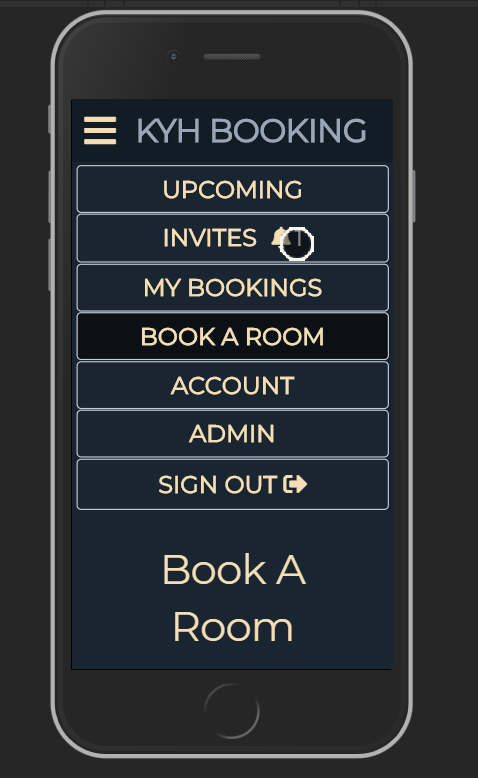 KYH BOOKING
UPCOMING
INVITES 1
MY BOOKINGS
BOOK A ROOM
ACCOUNT
ADMIN
SIGN OUT
Book A
Room